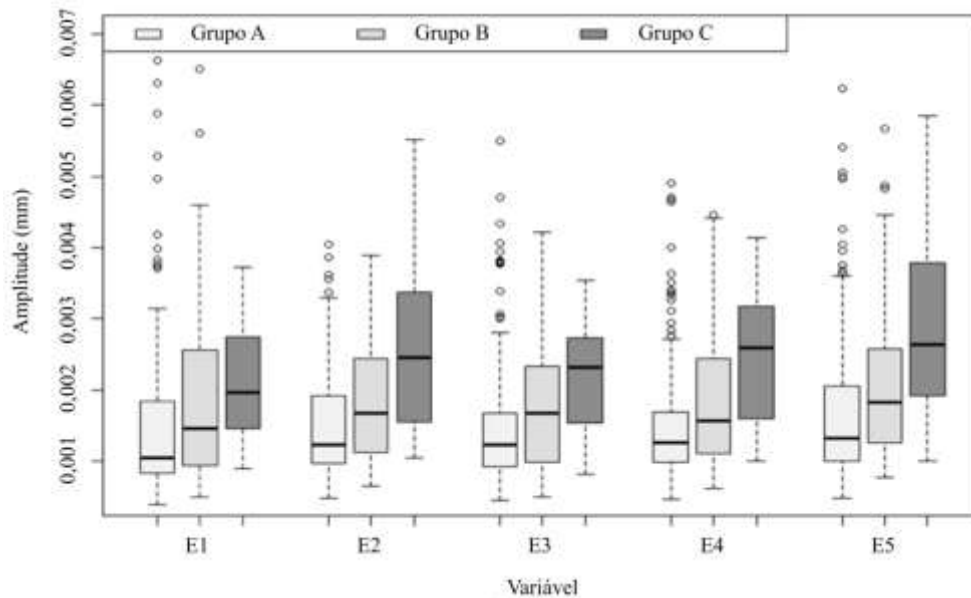 Grupo A Grupo B Grupo C
Amplitude (mm)
0,007
0,006
0,005
0,004
0,003
0,002
0,001
E1 E2 E3 E4 E5
Variável